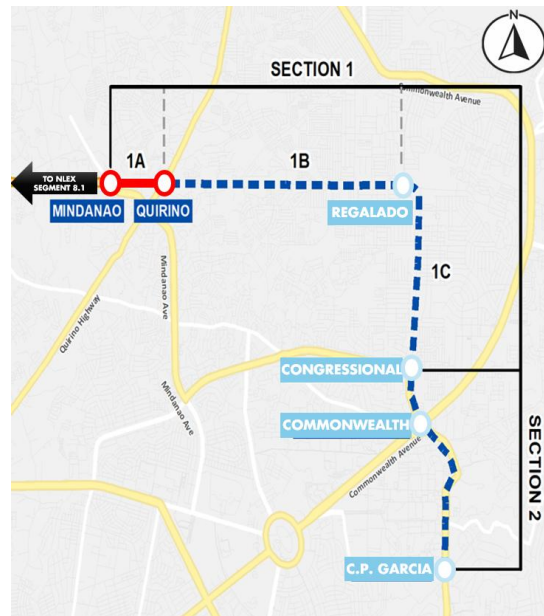 N
SECTION 1
Commonwealth Avenue
1A
1B
TO NLEX
SEGMENT 8.1
MINDANAO
QUIRINO
REGALADO
1C
Mindanao Ave
Quirino Highway
CONGRESSIONAL
Mindanao Ave
COMMONWEALTH
Commonwealth Avenue
SECTION 2
C.P. GARCIA